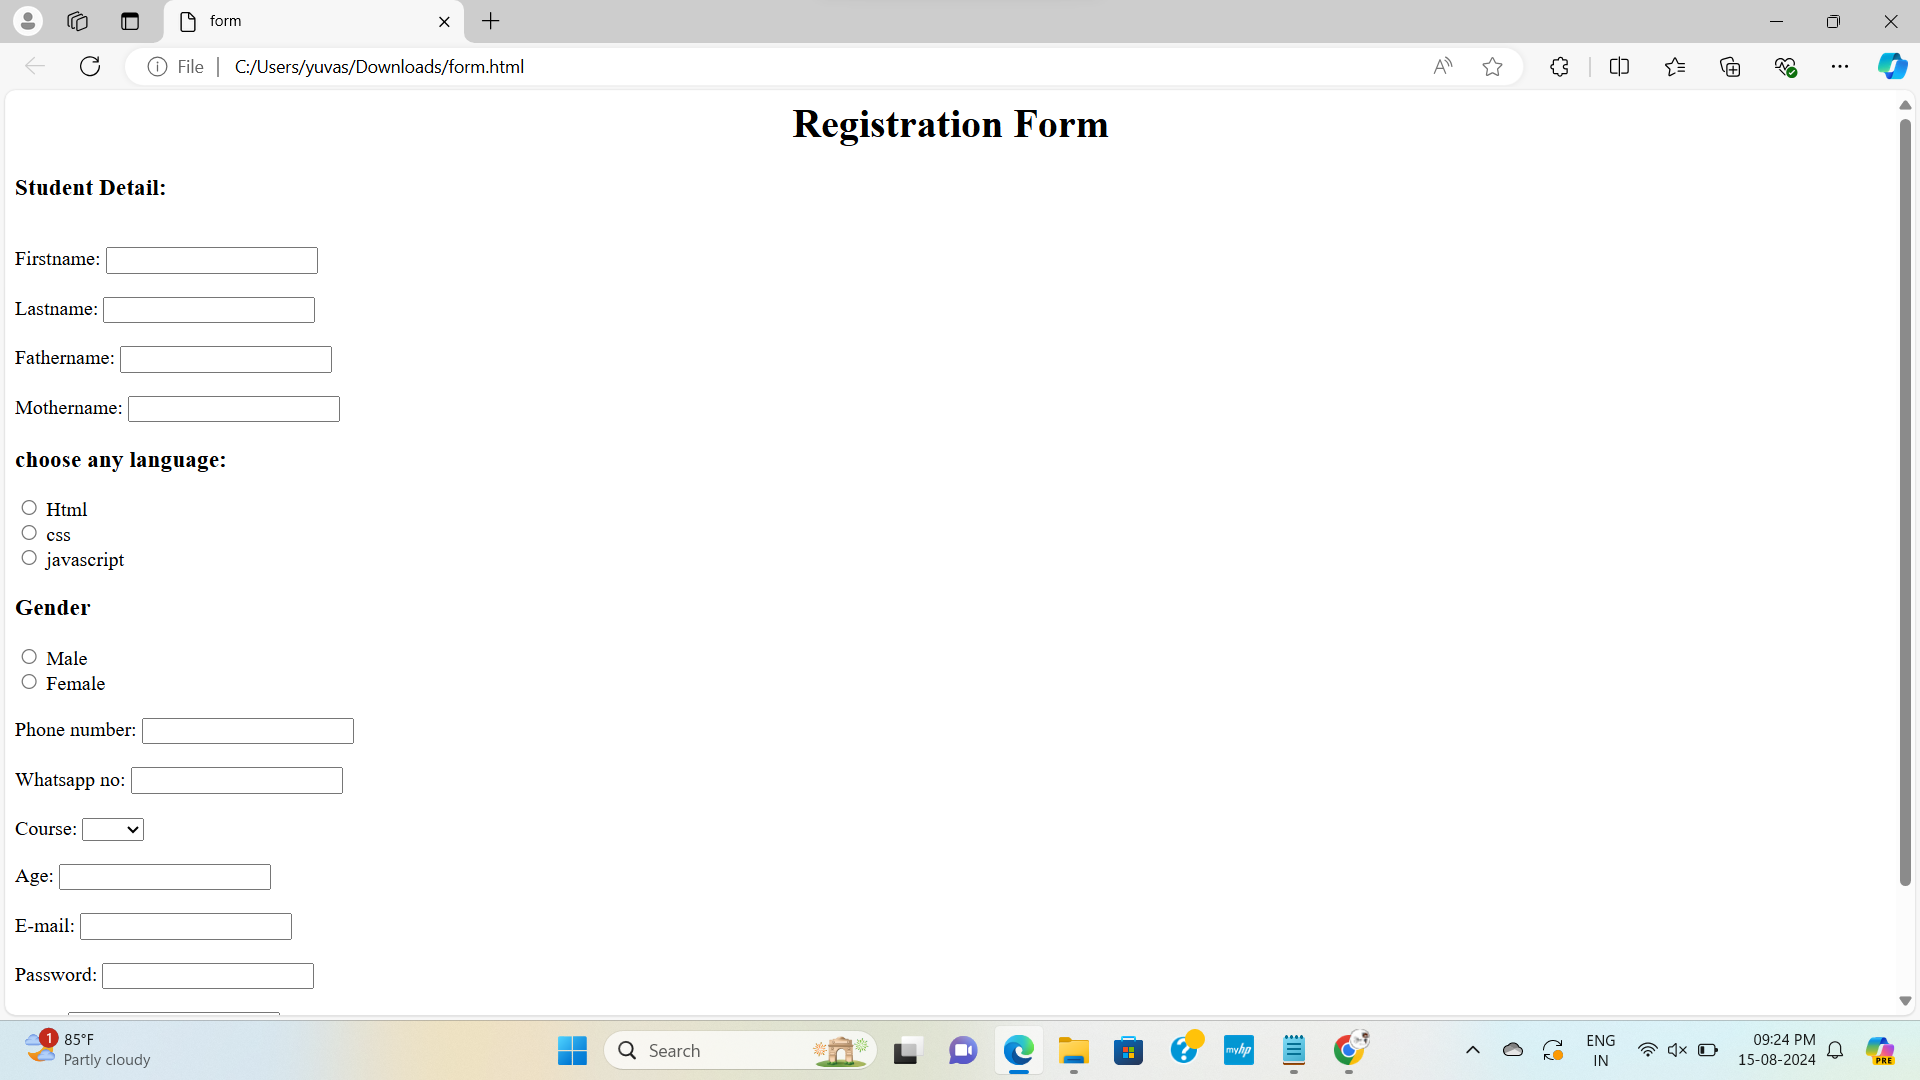 form
File
C:/Users/yuvas/Downloads/form.html
Registration Form
Student Detail:
Firstname:
Lastname:
Fathername:
Mothername:
choose any language:
Html
css
javascript
Gender
Male
Female
Phone number:
Whatsapp no:
Course:
Age:
E-mail:
Password:
1
85°F
Partly cloudy
Search
myhp
ENG
IN
09:24 PM
15-08-2024
PRE